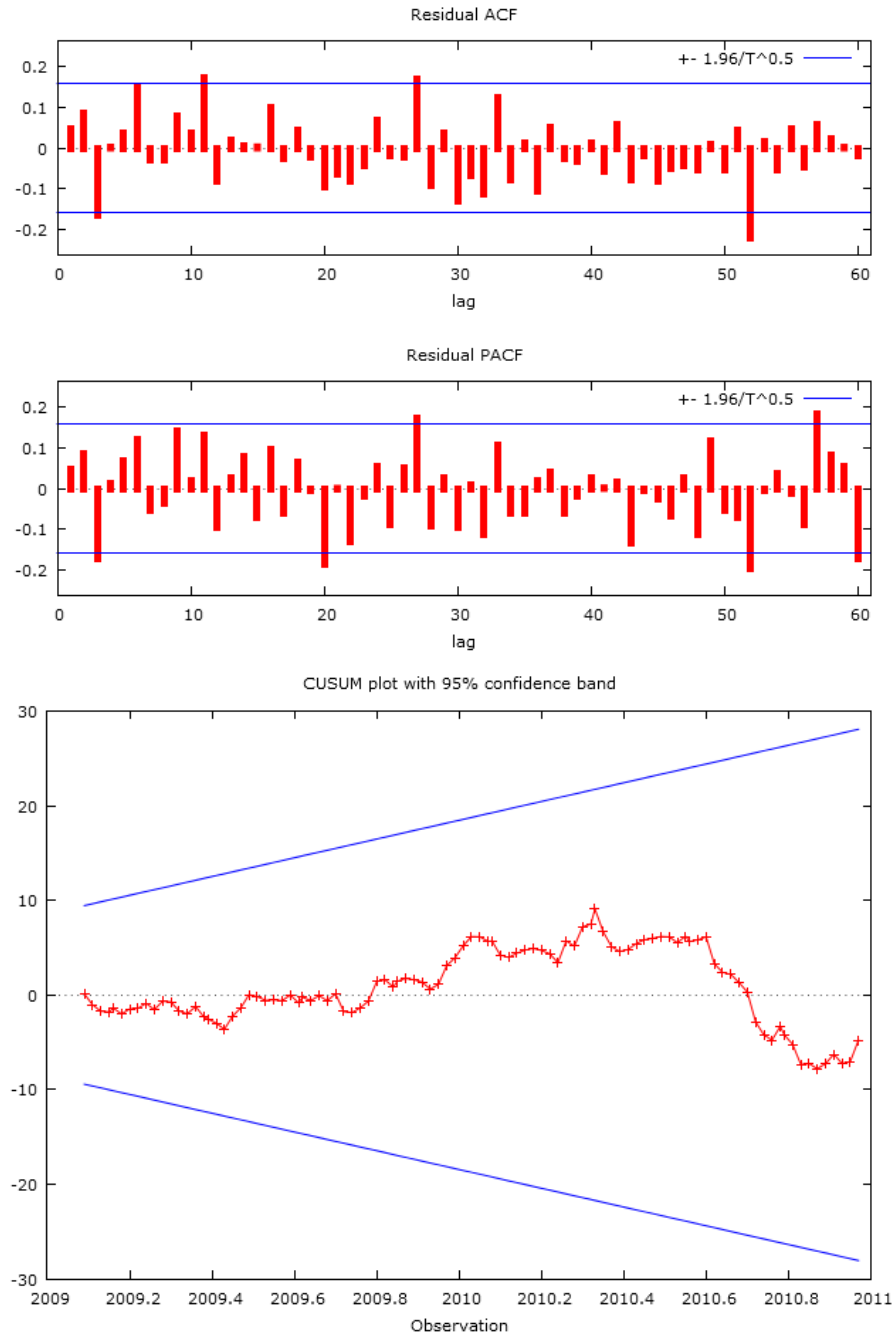 Residual ACF
+- 1.96/T^0.5
0.2
0.1
0
-0.1
-0.2
0 10 20 30 40 50 60
lag
Residual PACF
+- 1.96/T^0.5
0.2
0.1
0
-0.1
-0.2
0 10 20 30 40 50 60
lag
CUSUM plot with 95% confidence band
30
20
10
0
-10
-20
-30
2009 2009.2 2009.4 2009.6 2009.8 2010 2010.2 2010.4 2010.6 2010.8 2011
Observation